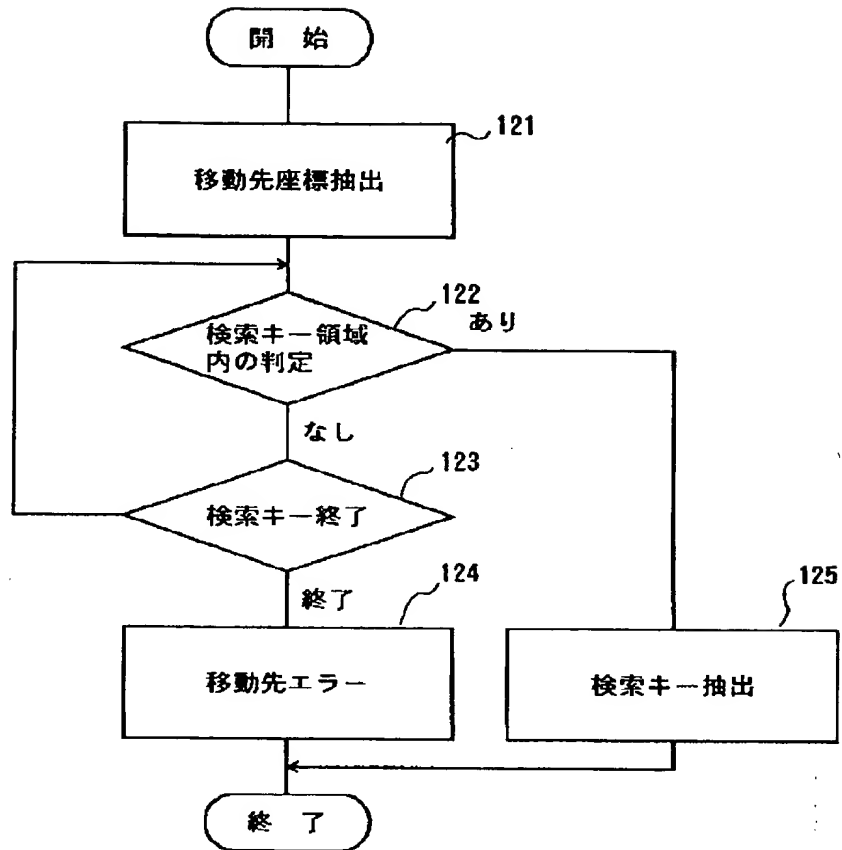 開 始
121
移動先座標抽出
122
あり
検索キー領域
内の判定
なし
123
検索キー終了
124
終了
125
移動先エラー
検索キー抽出
終 了